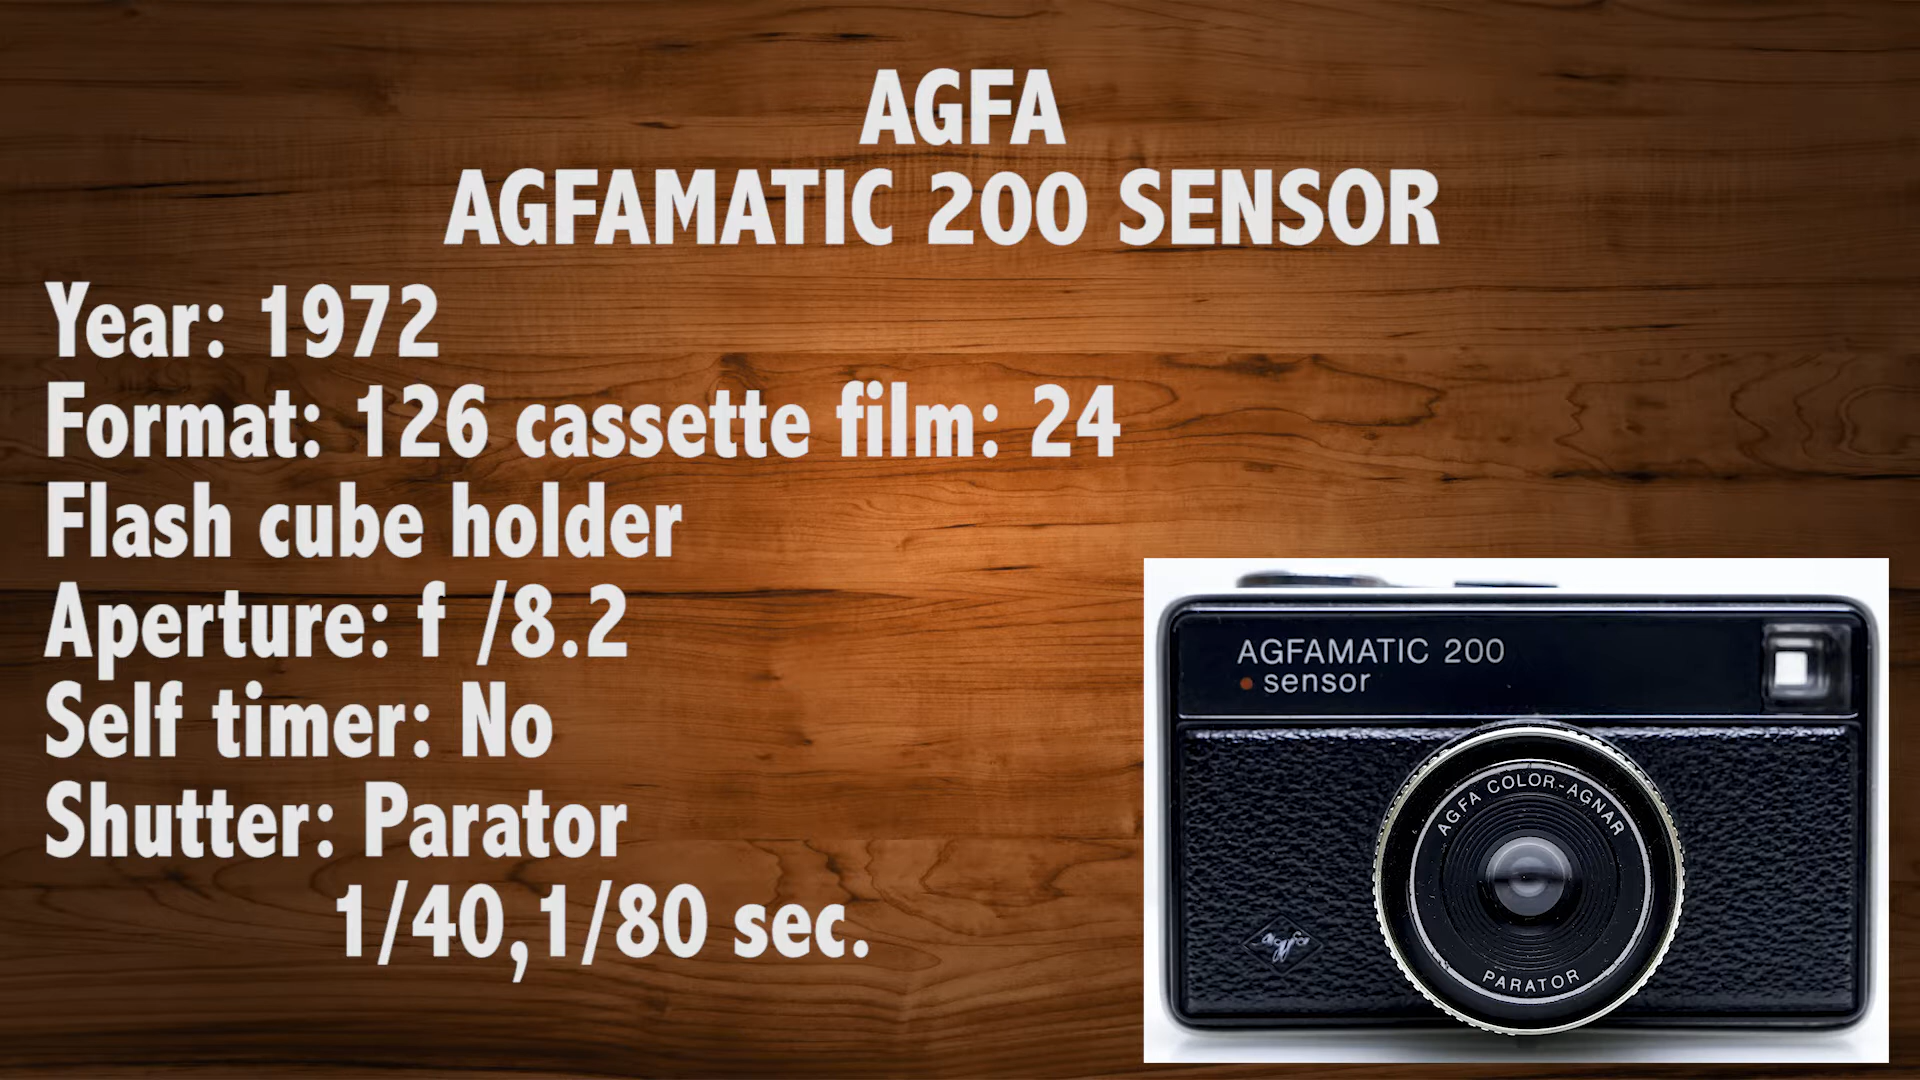 AGFA
AGFAMATIC 200 SENSOR
Year: 1972
Format: 126 cassette film: 24
Flash cube holder
Aperture: f /8.2
Self timer: No
Shutter: Parator
1/40,1/80 sec.
AGFAMATIC 200
sensor
AGFA COLOR-AGNAR
PARATOR
Agfa